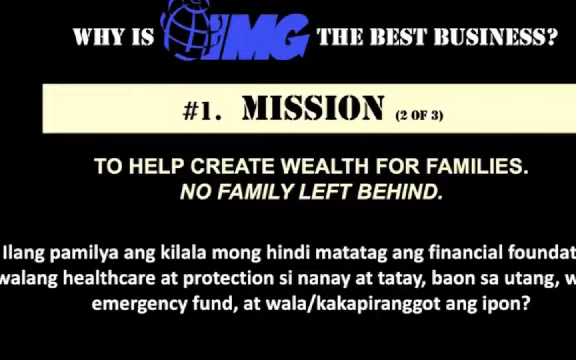 WHY IS IMG THE BEST BUSINESS?
#1. MISSION (2 OF 3)
TO HELP CREATE WEALTH FOR FAMILIES.
NO FAMILY LEFT BEHIND.
Ilang pamilya ang kilala mong hindi matatag ang financial
walang healthcare at protection si nanay at tatay, baon sa utang,
emergency fund, at wala/kakapiranggot ang ipon?